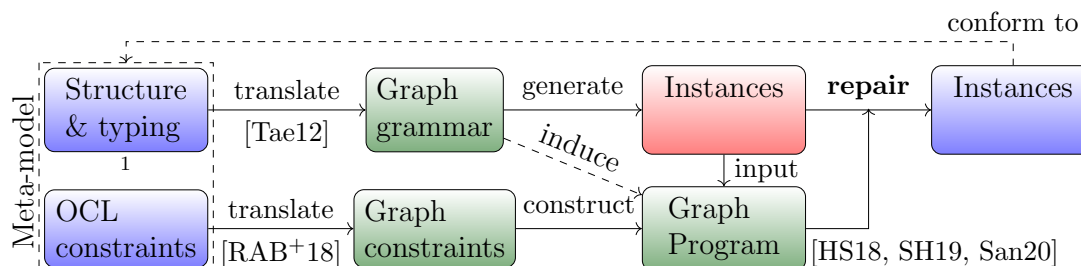 conform to
Structure
& typing
translate
[Tae12]
Graph
grammar
generate
Instances
repair
Instances
Meta-model
1
induce
input
OCL
constraints
translate
[RAB+18]
Graph
constraints
construct
Graph
Program
[HS18, SH19, San20]